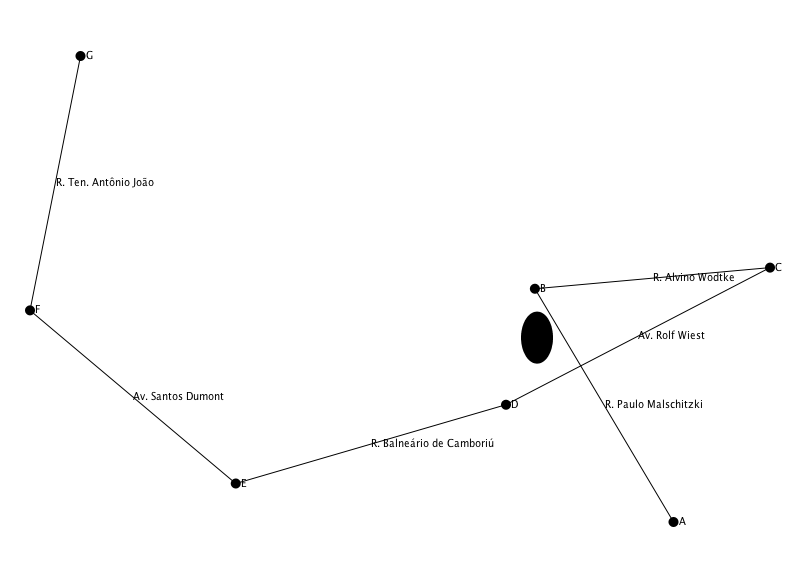 G
R. Ten. Antônio João
C
R. Alvino Wodtke
B
F
Av. Rolf Wiest
Av. Santos Dumont
D
R. Paulo Malschitzki
R. Balneário de Camboriú
E
A